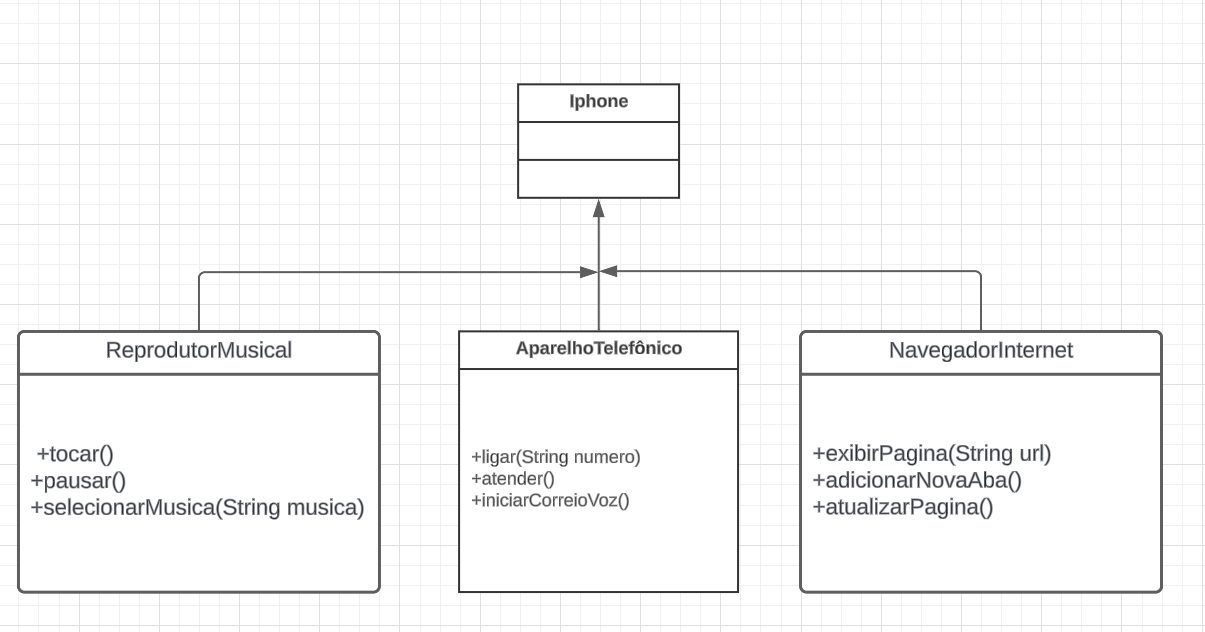 Iphone
ReprodutorMusical
+tocar()
+pausar()
+selecionarMusica(String musica)
AparelhoTelefônico
+ligar(String numero)
+atender()
+iniciarCorreioVoz()
NavegadorInternet
+exibirPagina(String url)
+adicionarNovaAba()
+atualizarPagina()